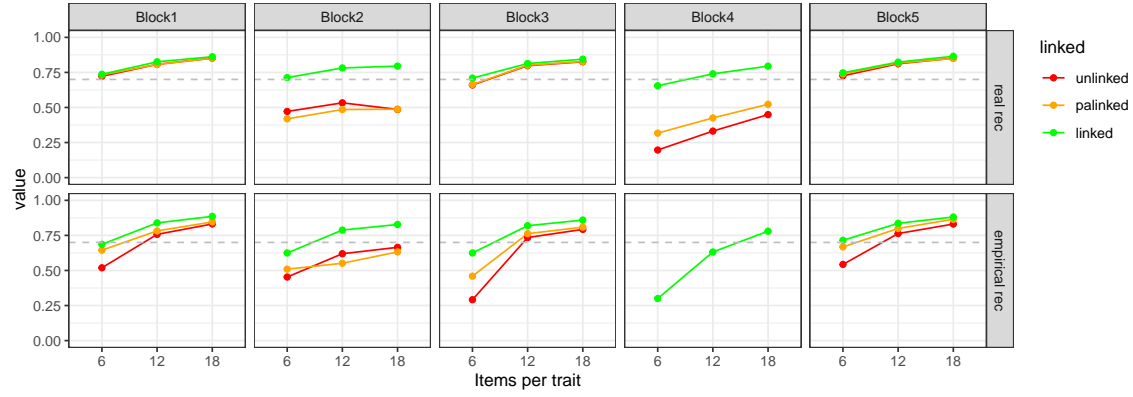 Block1 Block2 Block3 Block4 Block5
1.00
0.75
0.50
0.25
0.00
real rec
1.00
0.75
0.50
0.25
0.00
empirical rec
value
6 12 18 6 12 18 6 12 18 6 12 18 6 12 18
Items per trait
linked
unlinked
palinked
linked